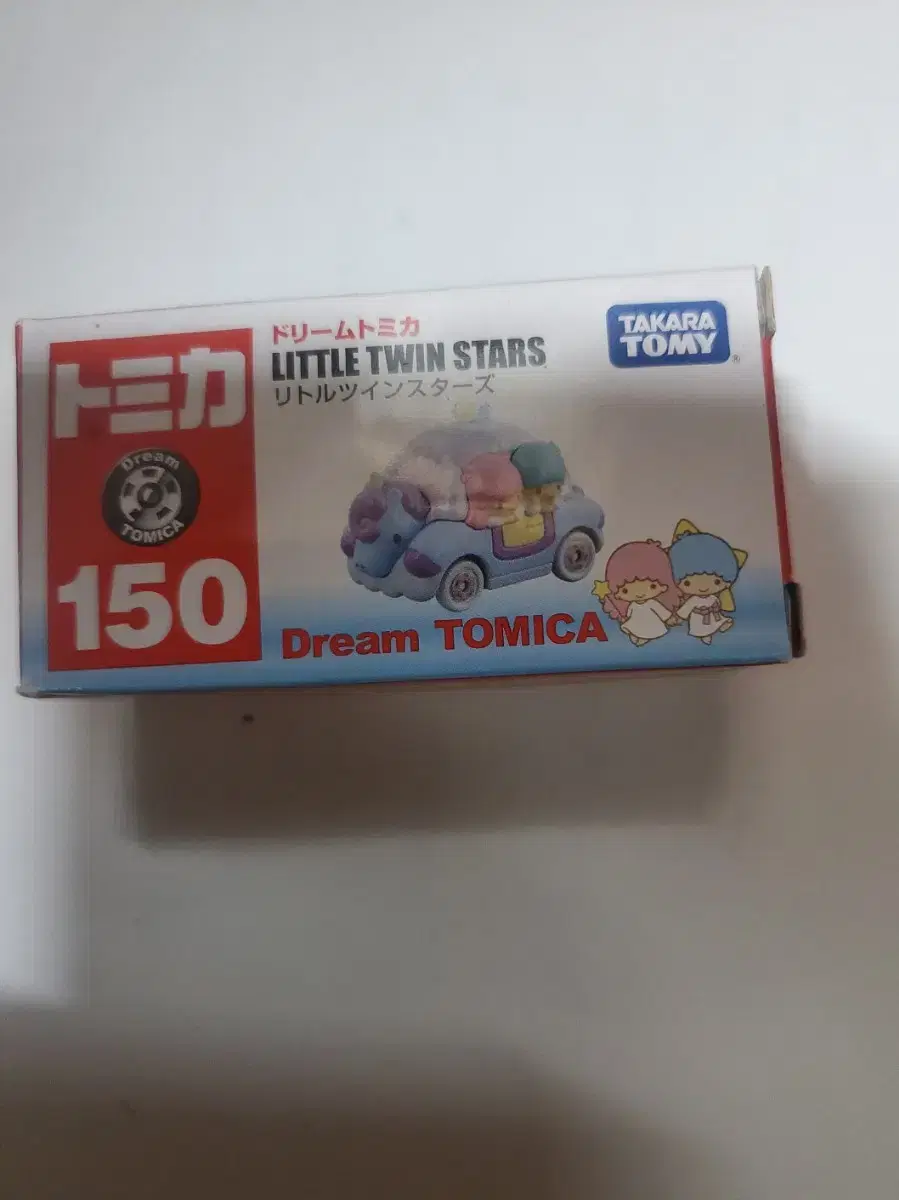 トミカ
Dream
TOMICA
150
ドリームトミカ
LITTLE TWIN STARS
リトルツインスターズ
TAKARA
TOMY®
Dream TOMICA